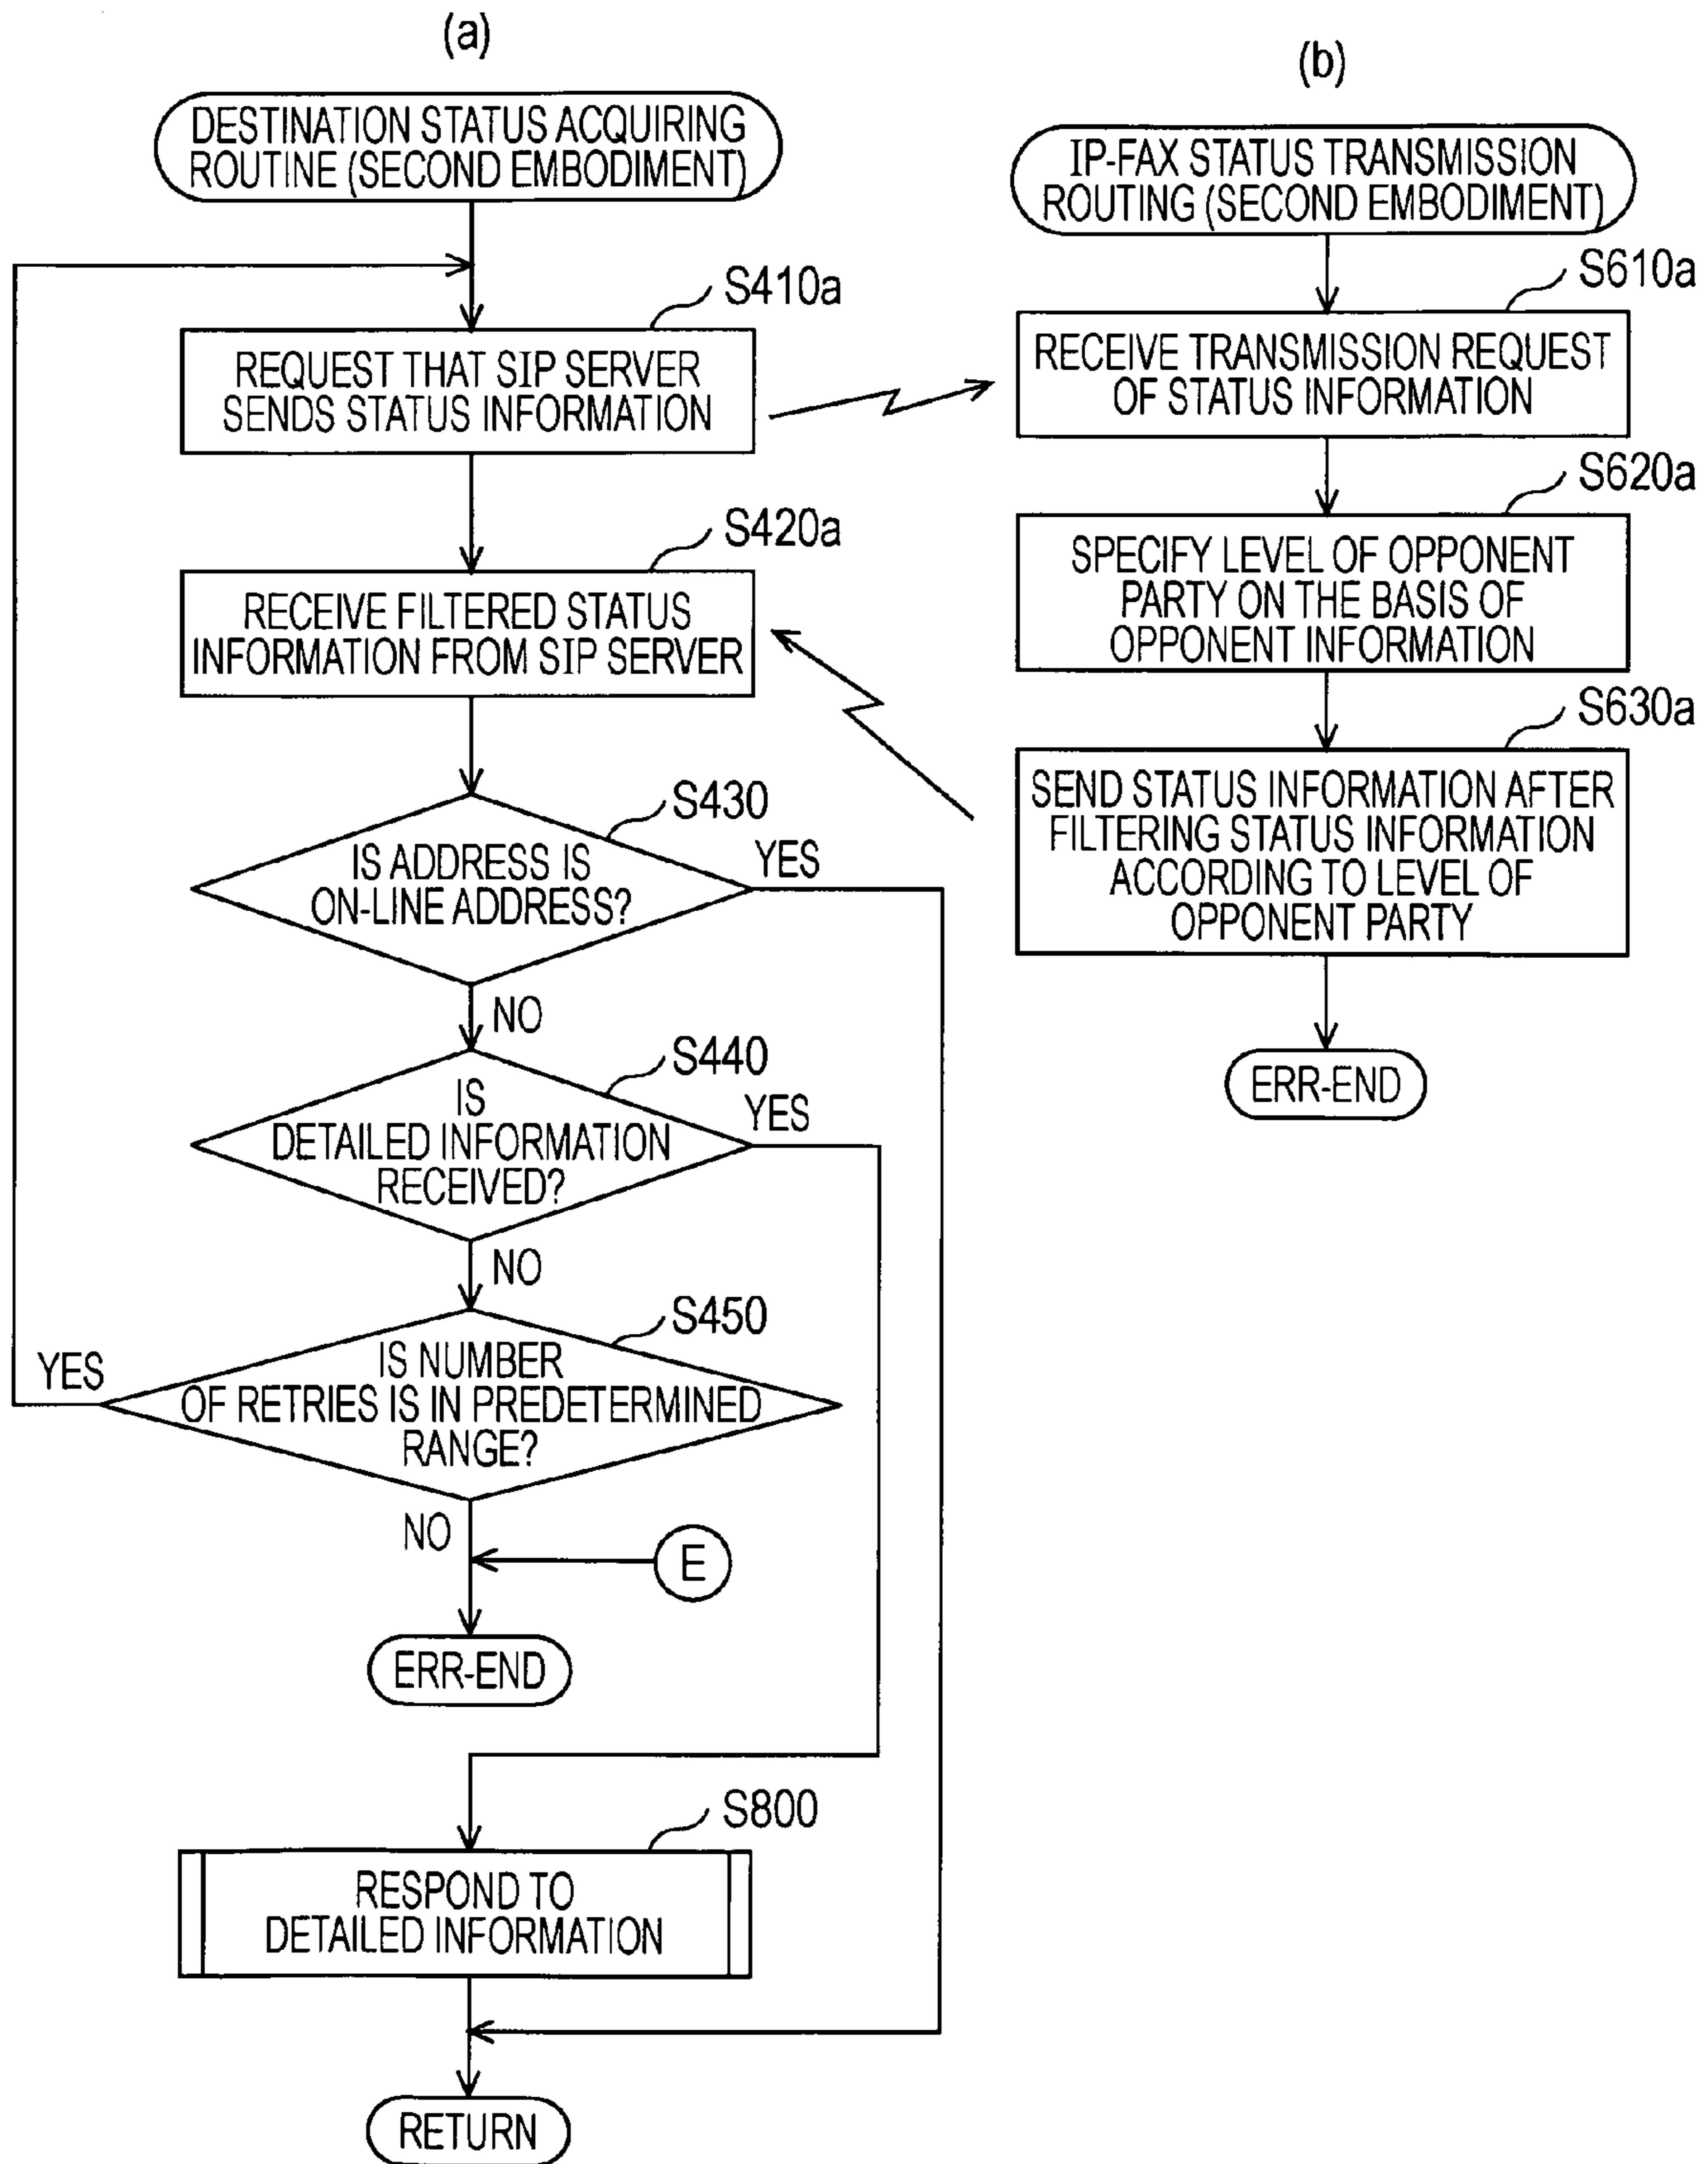 (a)
DESTINATION STATUS ACQUIRING
ROUTINE (SECOND EMBODIMENT)
S410a
REQUEST THAT SIP SERVER
SENDS STATUS INFORMATION
S420a
RECEIVE FILTERED STATUS
INFORMATION FROM SIP SERVER
S430
IS ADDRESS IS
ON-LINE ADDRESS?
YES
NO
S440
IS
DETAILED INFORMATION
RECEIVED?
YES
NO
S450
IS NUMBER
OF RETRIES IS IN PREDETERMINED
RANGE?
YES
NO
E
ERR-END
S800
RESPOND TO
DETAILED INFORMATION
RETURN
(b)
IP-FAX STATUS TRANSMISSION
ROUTING (SECOND EMBODIMENT)
S610a
RECEIVE TRANSMISSION REQUEST
OF STATUS INFORMATION
S620a
SPECIFY LEVEL OF OPPONENT
PARTY ON THE BASIS OF
OPPONENT INFORMATION
S630a
SEND STATUS INFORMATION AFTER
FILTERING STATUS INFORMATION
ACCORDING TO LEVEL OF
OPPONENT PARTY
ERR-END